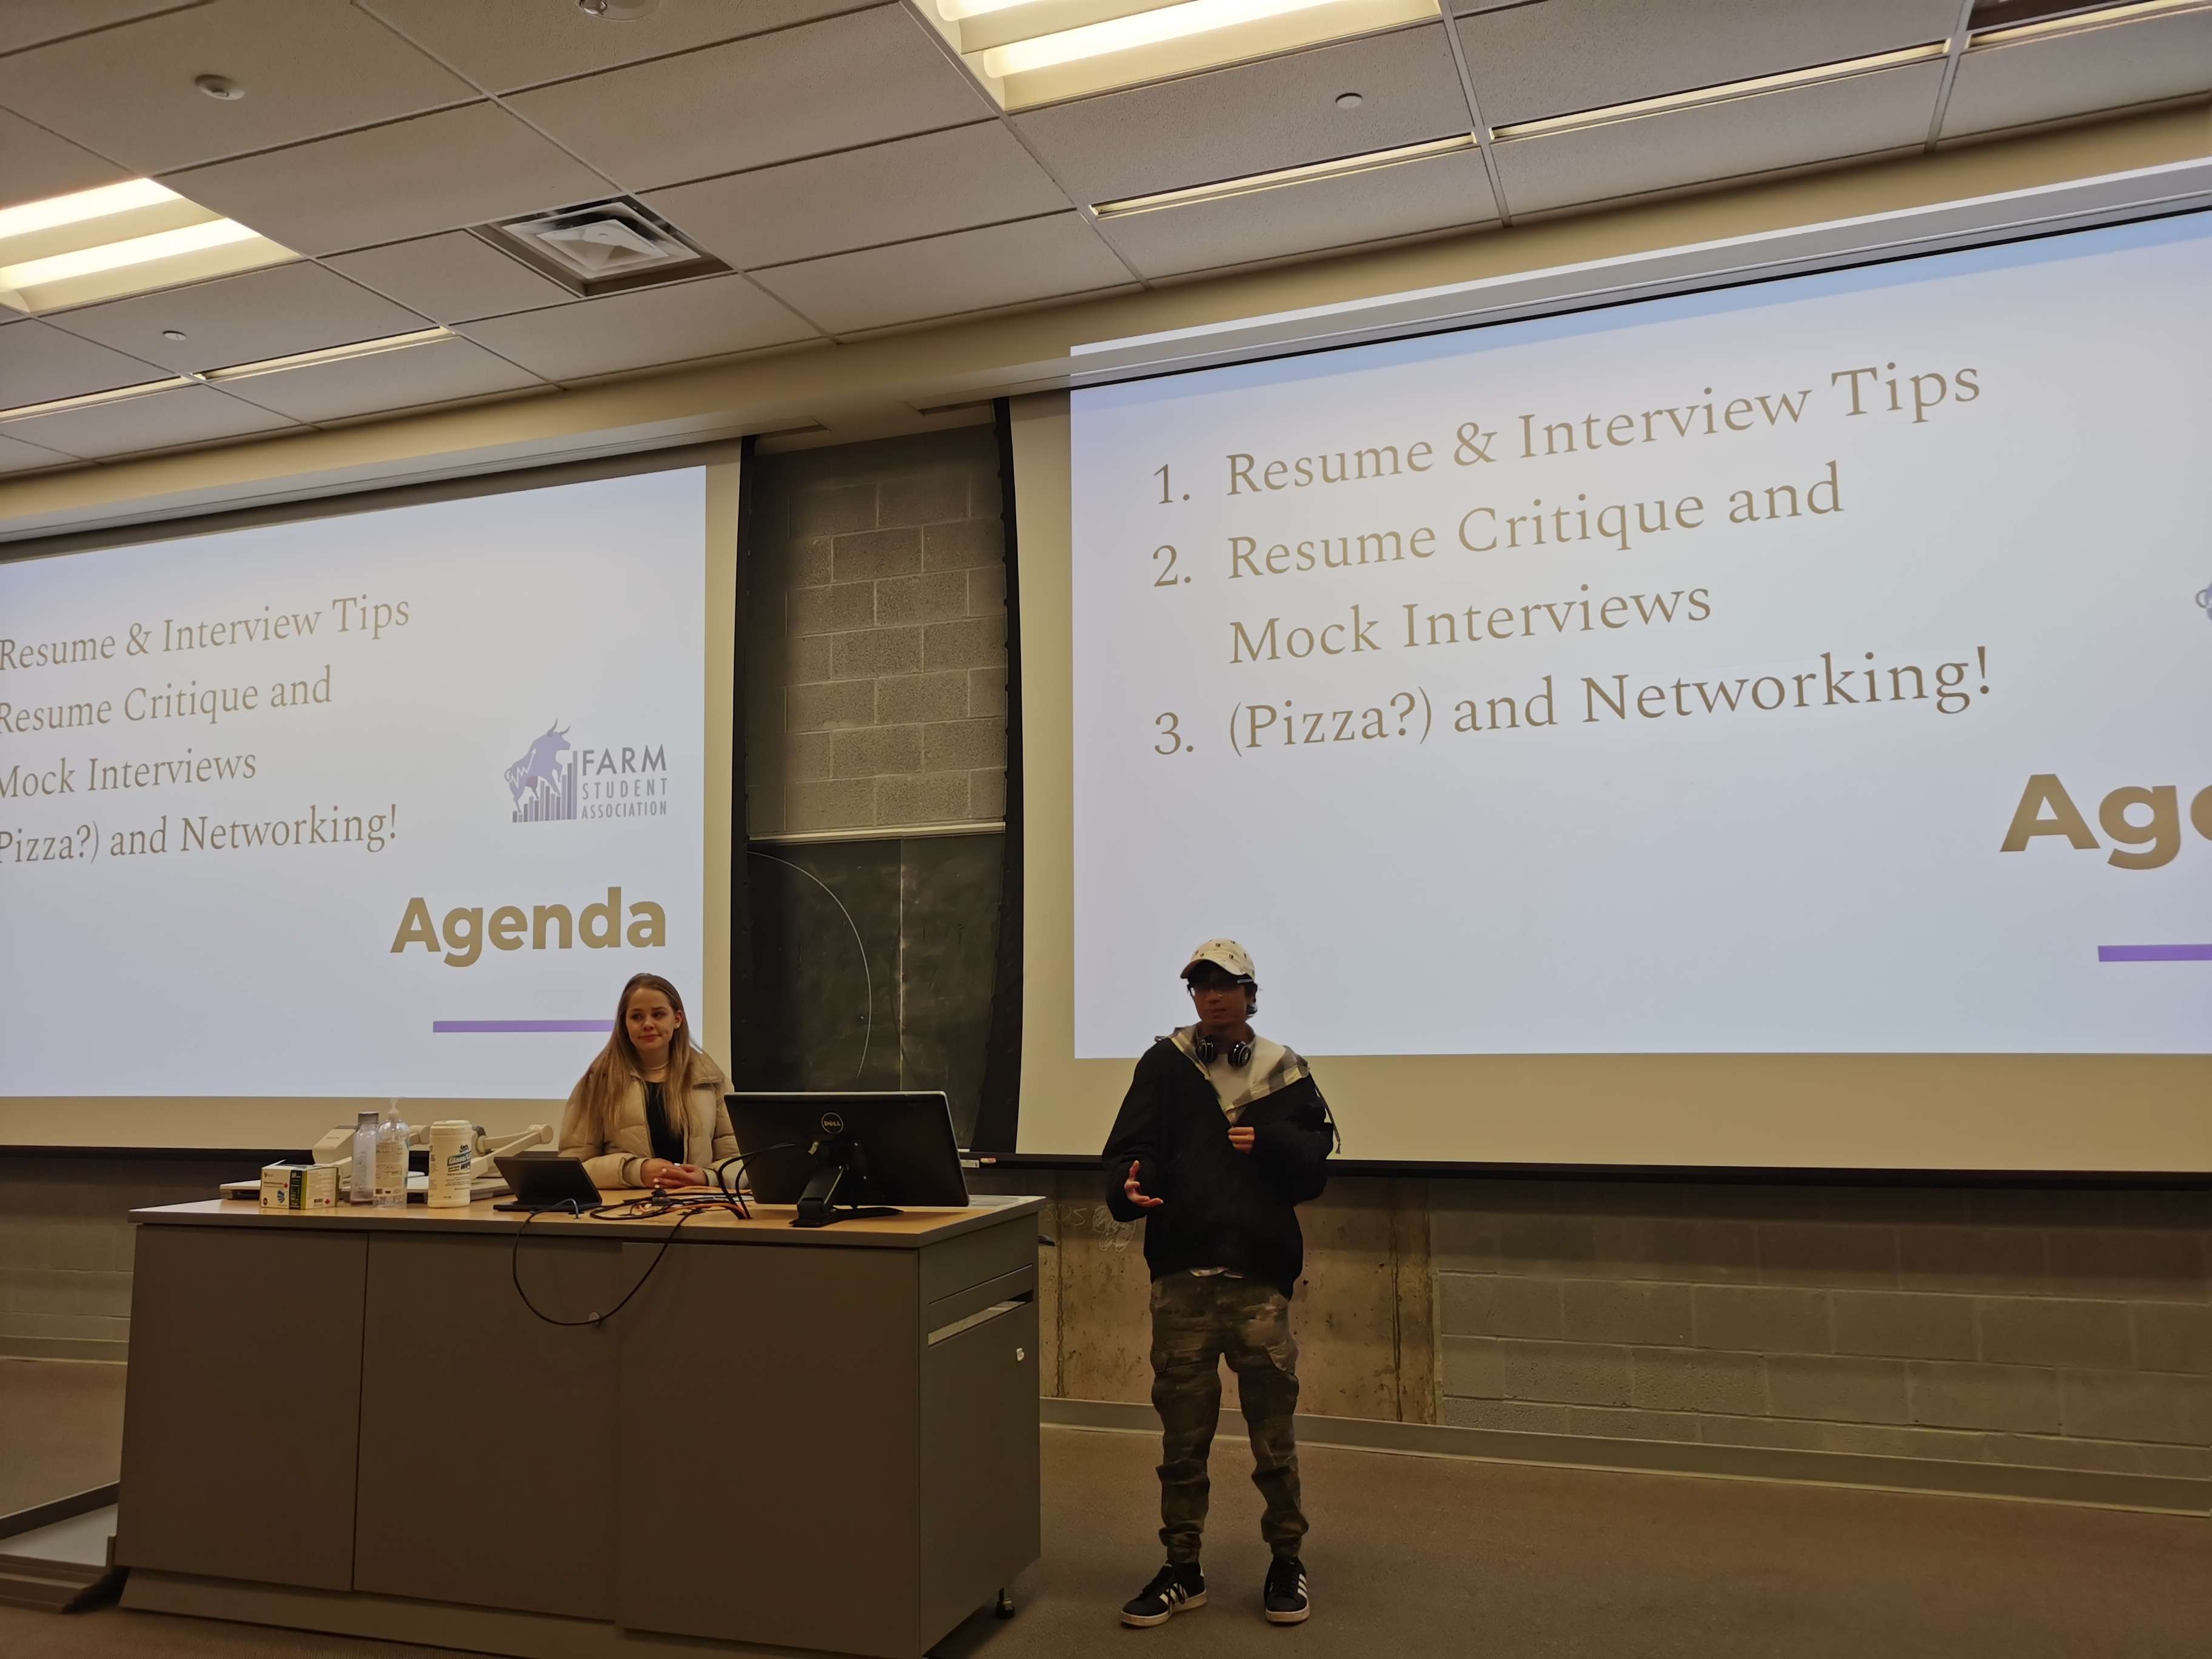 Resume & Interview Tips
Resume Critique and
Mock Interviews
Pizza?) and Networking!
FARM
STUDENT
ASSOCIATION
Agenda
1. Resume & Interview Tips
2. Resume Critique and
Mock Interviews
3. (Pizza?) and Networking!
Age
DELL